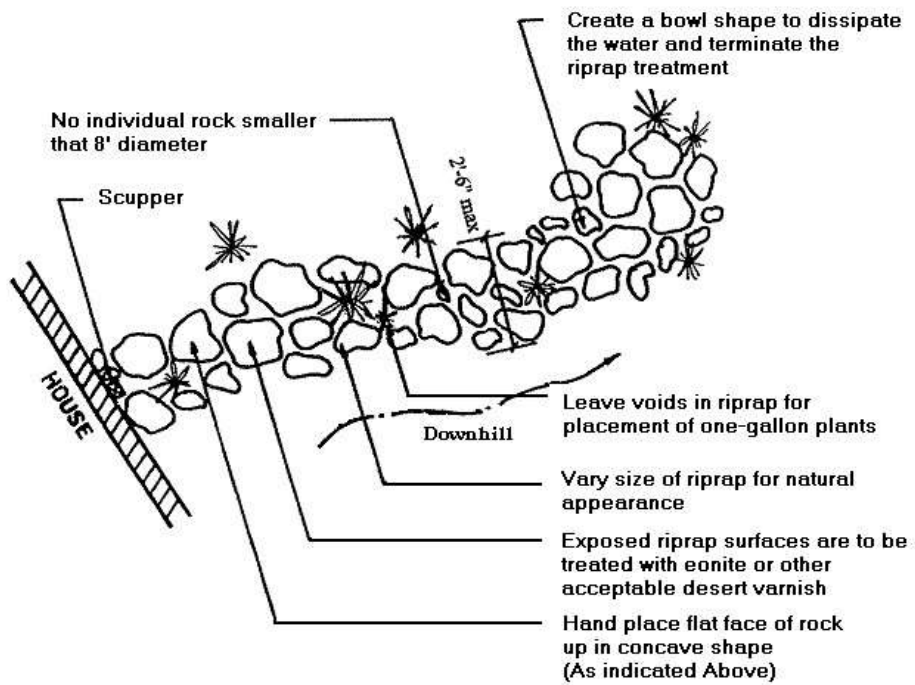 Create a bowl shape to dissipate
the water and terminate the
riprap treatment
No individual rock smaller
that 8' diameter
2'-6" max
Scupper
HOUSE
Downhill
Leave voids in riprap for
placement of one-gallon plants
Vary size of riprap for natural
appearance
Exposed riprap surfaces are to be
treated with eonite or other
acceptable desert varnish
Hand place flat face of rock
up in concave shape
(As indicated Above)